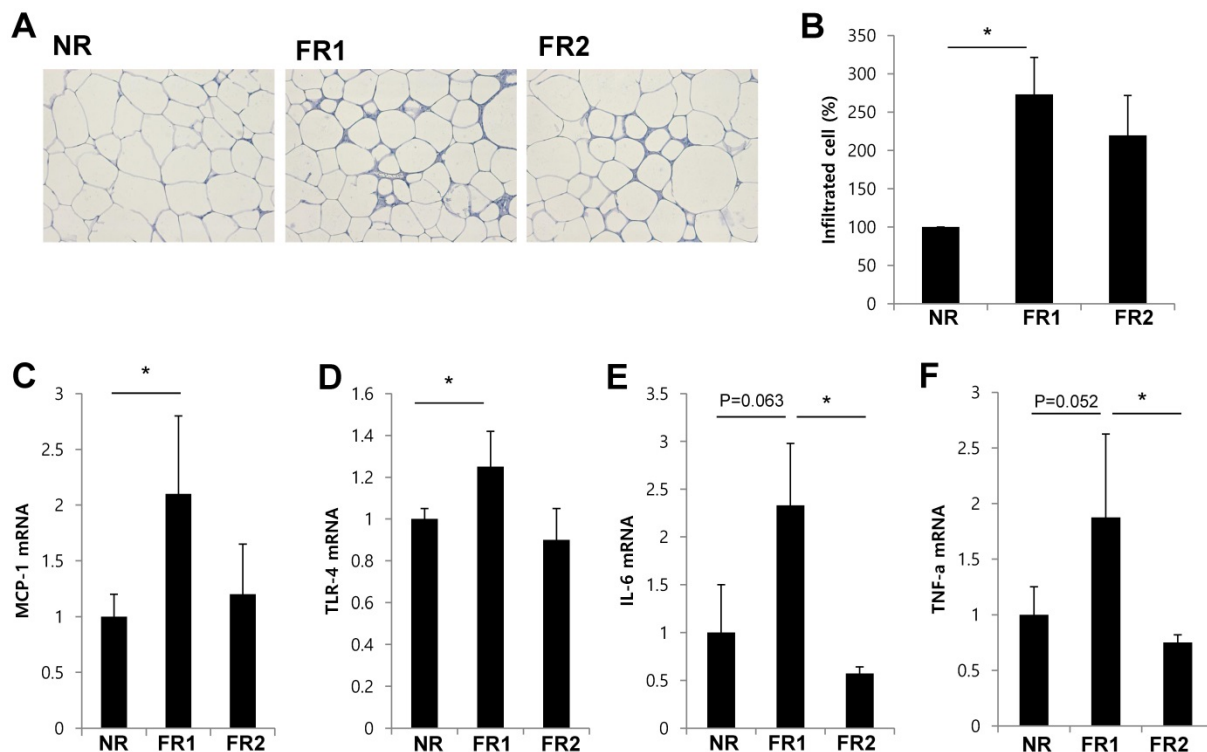 A
NR
FR1
FR2
B
Infiltrated cell (%)
350
300
250
200
150
100
50
0
*
NR FR1 FR2
C
MCP-1 mRNA
3
2.5
2
1.5
1
0.5
0
*
NR FR1 FR2
D
TLR-4 mRNA
1.6
1.4
1.2
1
0.8
0.6
0.4
0.2
0
*
NR FR1 FR2
E
IL-6 mRNA
3.5
3
2.5
2
1.5
1
0.5
0
P=0.063 *
NR FR1 FR2
F
TNF-a mRNA
3
2.5
2
1.5
1
0.5
0
P=0.052 *
NR FR1 FR2